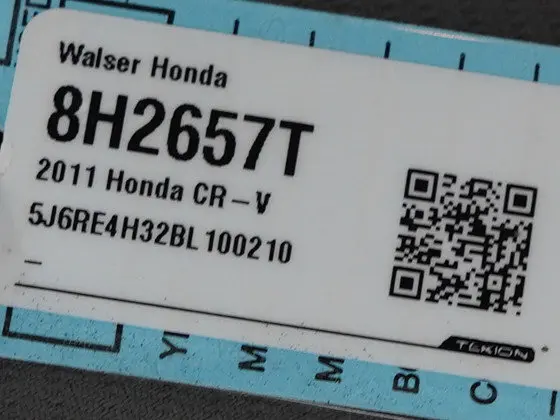 Walser Honda
8H2657T
2011 Honda CR-V
5J6RE4H32BL100210
TEKION